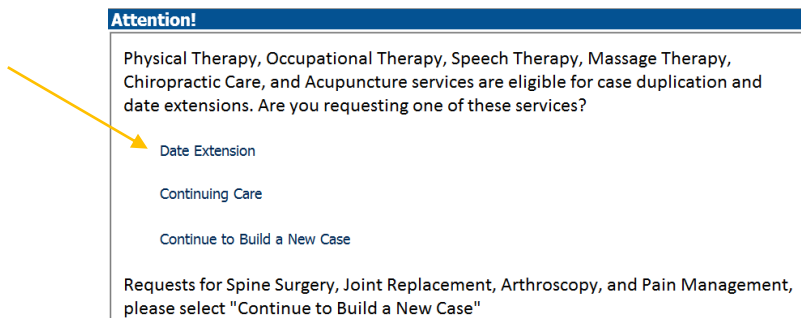 Attention!
Physical Therapy, Occupational Therapy, Speech Therapy, Massage Therapy,
Chiropractic Care, and Acupuncture services are eligible for case duplication and
date extensions. Are you requesting one of these services?
Date Extension
Continuing Care
Continue to Build a New Case
Requests for Spine Surgery, Joint Replacement, Arthroscopy, and Pain Management,
please select "Continue to Build a New Case"